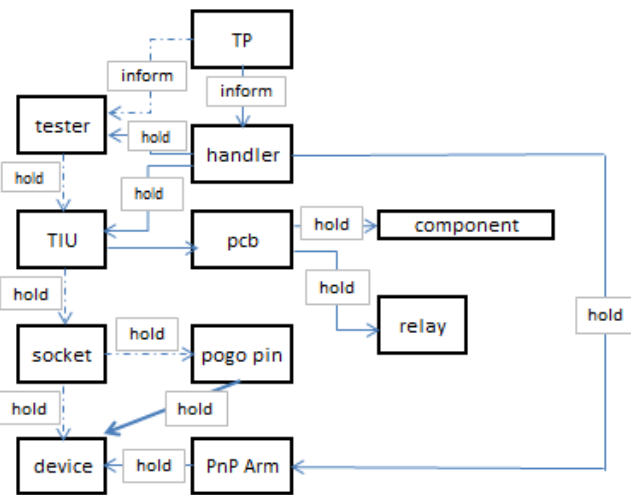 TP
inform
inform
tester
hold
handler
hold
hold
TIU
pcb
hold
component
hold
hold
relay
hold
socket
hold
pogo pin
hold
hold
device
hold
PnP Arm